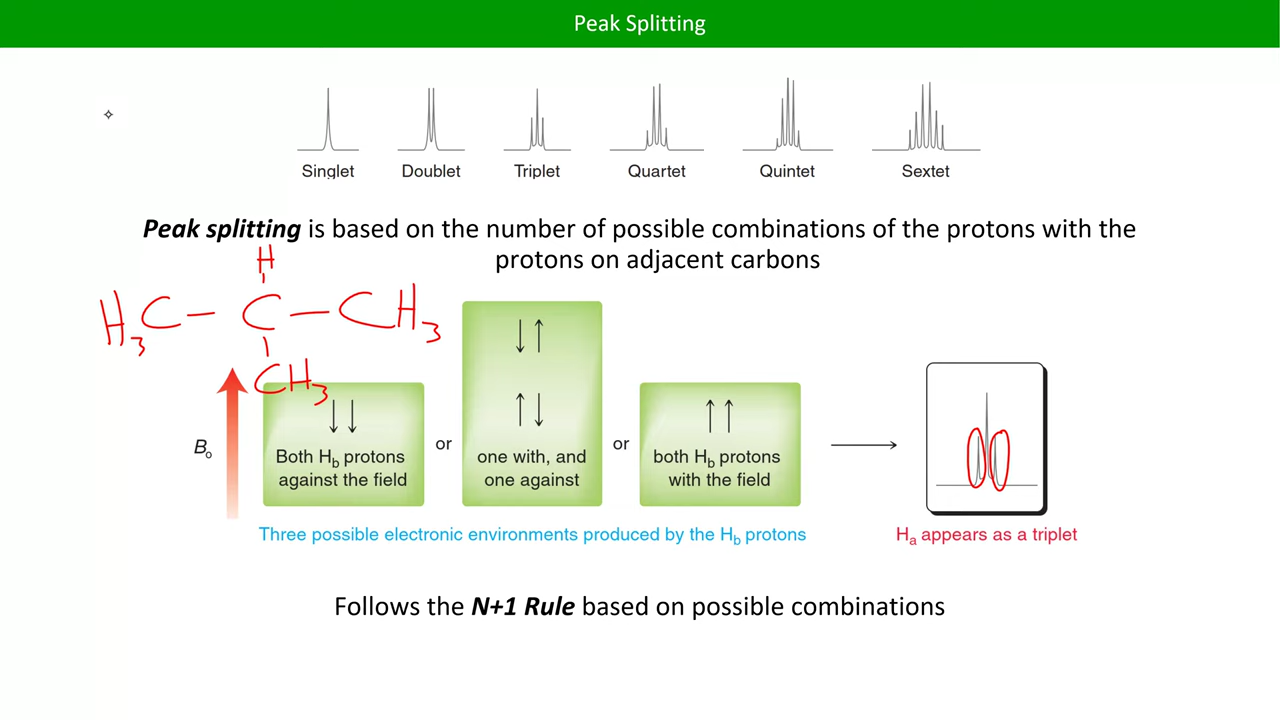 Peak Splitting
Singlet Doublet Triplet Quartet Quintet Sextet
Peak splitting is based on the number of possible combinations of the protons with the
protons on adjacent carbons
H
H3C - C - CH3
CH3
Bo
Both Hb protons
against the field
or
one with, and
one against
or
both Hb protons
with the field
Three possible electronic environments produced by the Hb protons
Ha appears as a triplet
Follows the N+1 Rule based on possible combinations